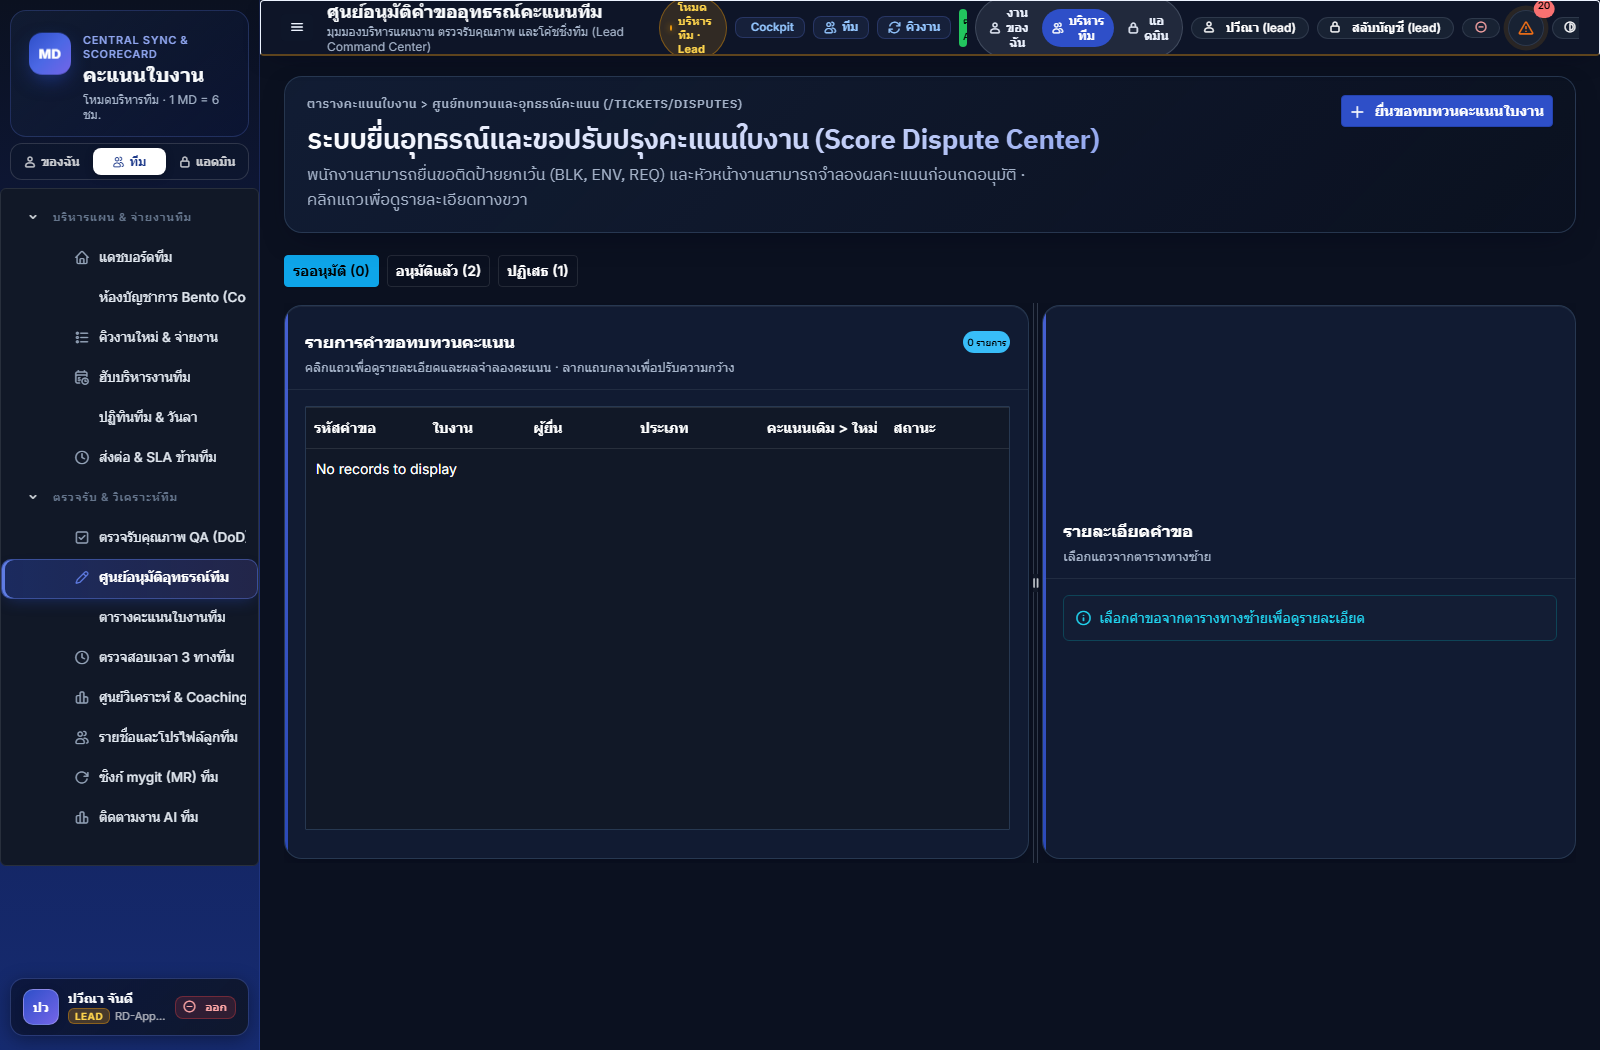 MD
CENTRAL SYNC &
SCORECARD
คะแนนใบงาน
โหมดบริหารทีม · 1 MD = 6
ชม.
ของฉัน
ทีม
แอดมิน
บริหารแผน & จ่ายงานทีม
แดชบอร์ดทีม
ห้องบัญชาการ Bento (Co
คิวงานใหม่ & จ่ายงาน
ฮับบริหารงานทีม
ปฏิทินทีม & วันลา
ส่งต่อ & SLA ข้ามทีม
ตรวจรับ & วิเคราะห์ทีม
ตรวจรับคุณภาพ QA (DoD)
ศูนย์อนุมัติอุทธรณ์ทีม
ตารางคะแนนใบงานทีม
ตรวจสอบเวลา 3 ทางทีม
ศูนย์วิเคราะห์ & Coaching
รายชื่อและโปรไฟล์ลูกทีม
ซิงก์ mygit (MR) ทีม
ติดตามงาน AI ทีม
ปว
ปวีณา จันดี
LEAD RD-App...
ออก
ศูนย์อนุมัติคำขออุทธรณ์คะแนนทีม
มุมมองบริหารแผนงาน ตรวจรับคุณภาพ และโค้ชชิ่งทีม (Lead
Command Center)
โหมด
บริหาร
ทีม ·
Lead
Cockpit
ทีม
คิวงาน
งาน
ของ
ฉัน
บริหาร
ทีม
แอ
ดมิน
ปวีณา (lead)
สลับบัญชี (lead)
20
ตารางคะแนนใบงาน > ศูนย์ทบทวนและอุทธรณ์คะแนน (/TICKETS/DISPUTES)
ระบบยื่นอุทธรณ์และขอปรับปรุงคะแนนใบงาน (Score Dispute Center)
พนักงานสามารถยื่นขอติดป้ายยกเว้น (BLK, ENV, REQ) และหัวหน้างานสามารถจำลองผลคะแนนก่อนกดอนุมัติ ·
คลิกแถวเพื่อดูรายละเอียดทางขวา
ยื่นขอทบทวนคะแนนใบงาน
รออนุมัติ (0)
อนุมัติแล้ว (2)
ปฏิเสธ (1)
รายการคำขอทบทวนคะแนน
คลิกแถวเพื่อดูรายละเอียดและผลจำลองคะแนน · ลากแถบกลางเพื่อปรับความกว้าง
0 รายการ
รหัสคำขอ ใบงาน ผู้ยื่น ประเภท คะแนนเดิม > ใหม่ สถานะ
No records to display
รายละเอียดคำขอ
เลือกแถวจากตารางทางซ้าย
เลือกคำขอจากตารางทางซ้ายเพื่อดูรายละเอียด